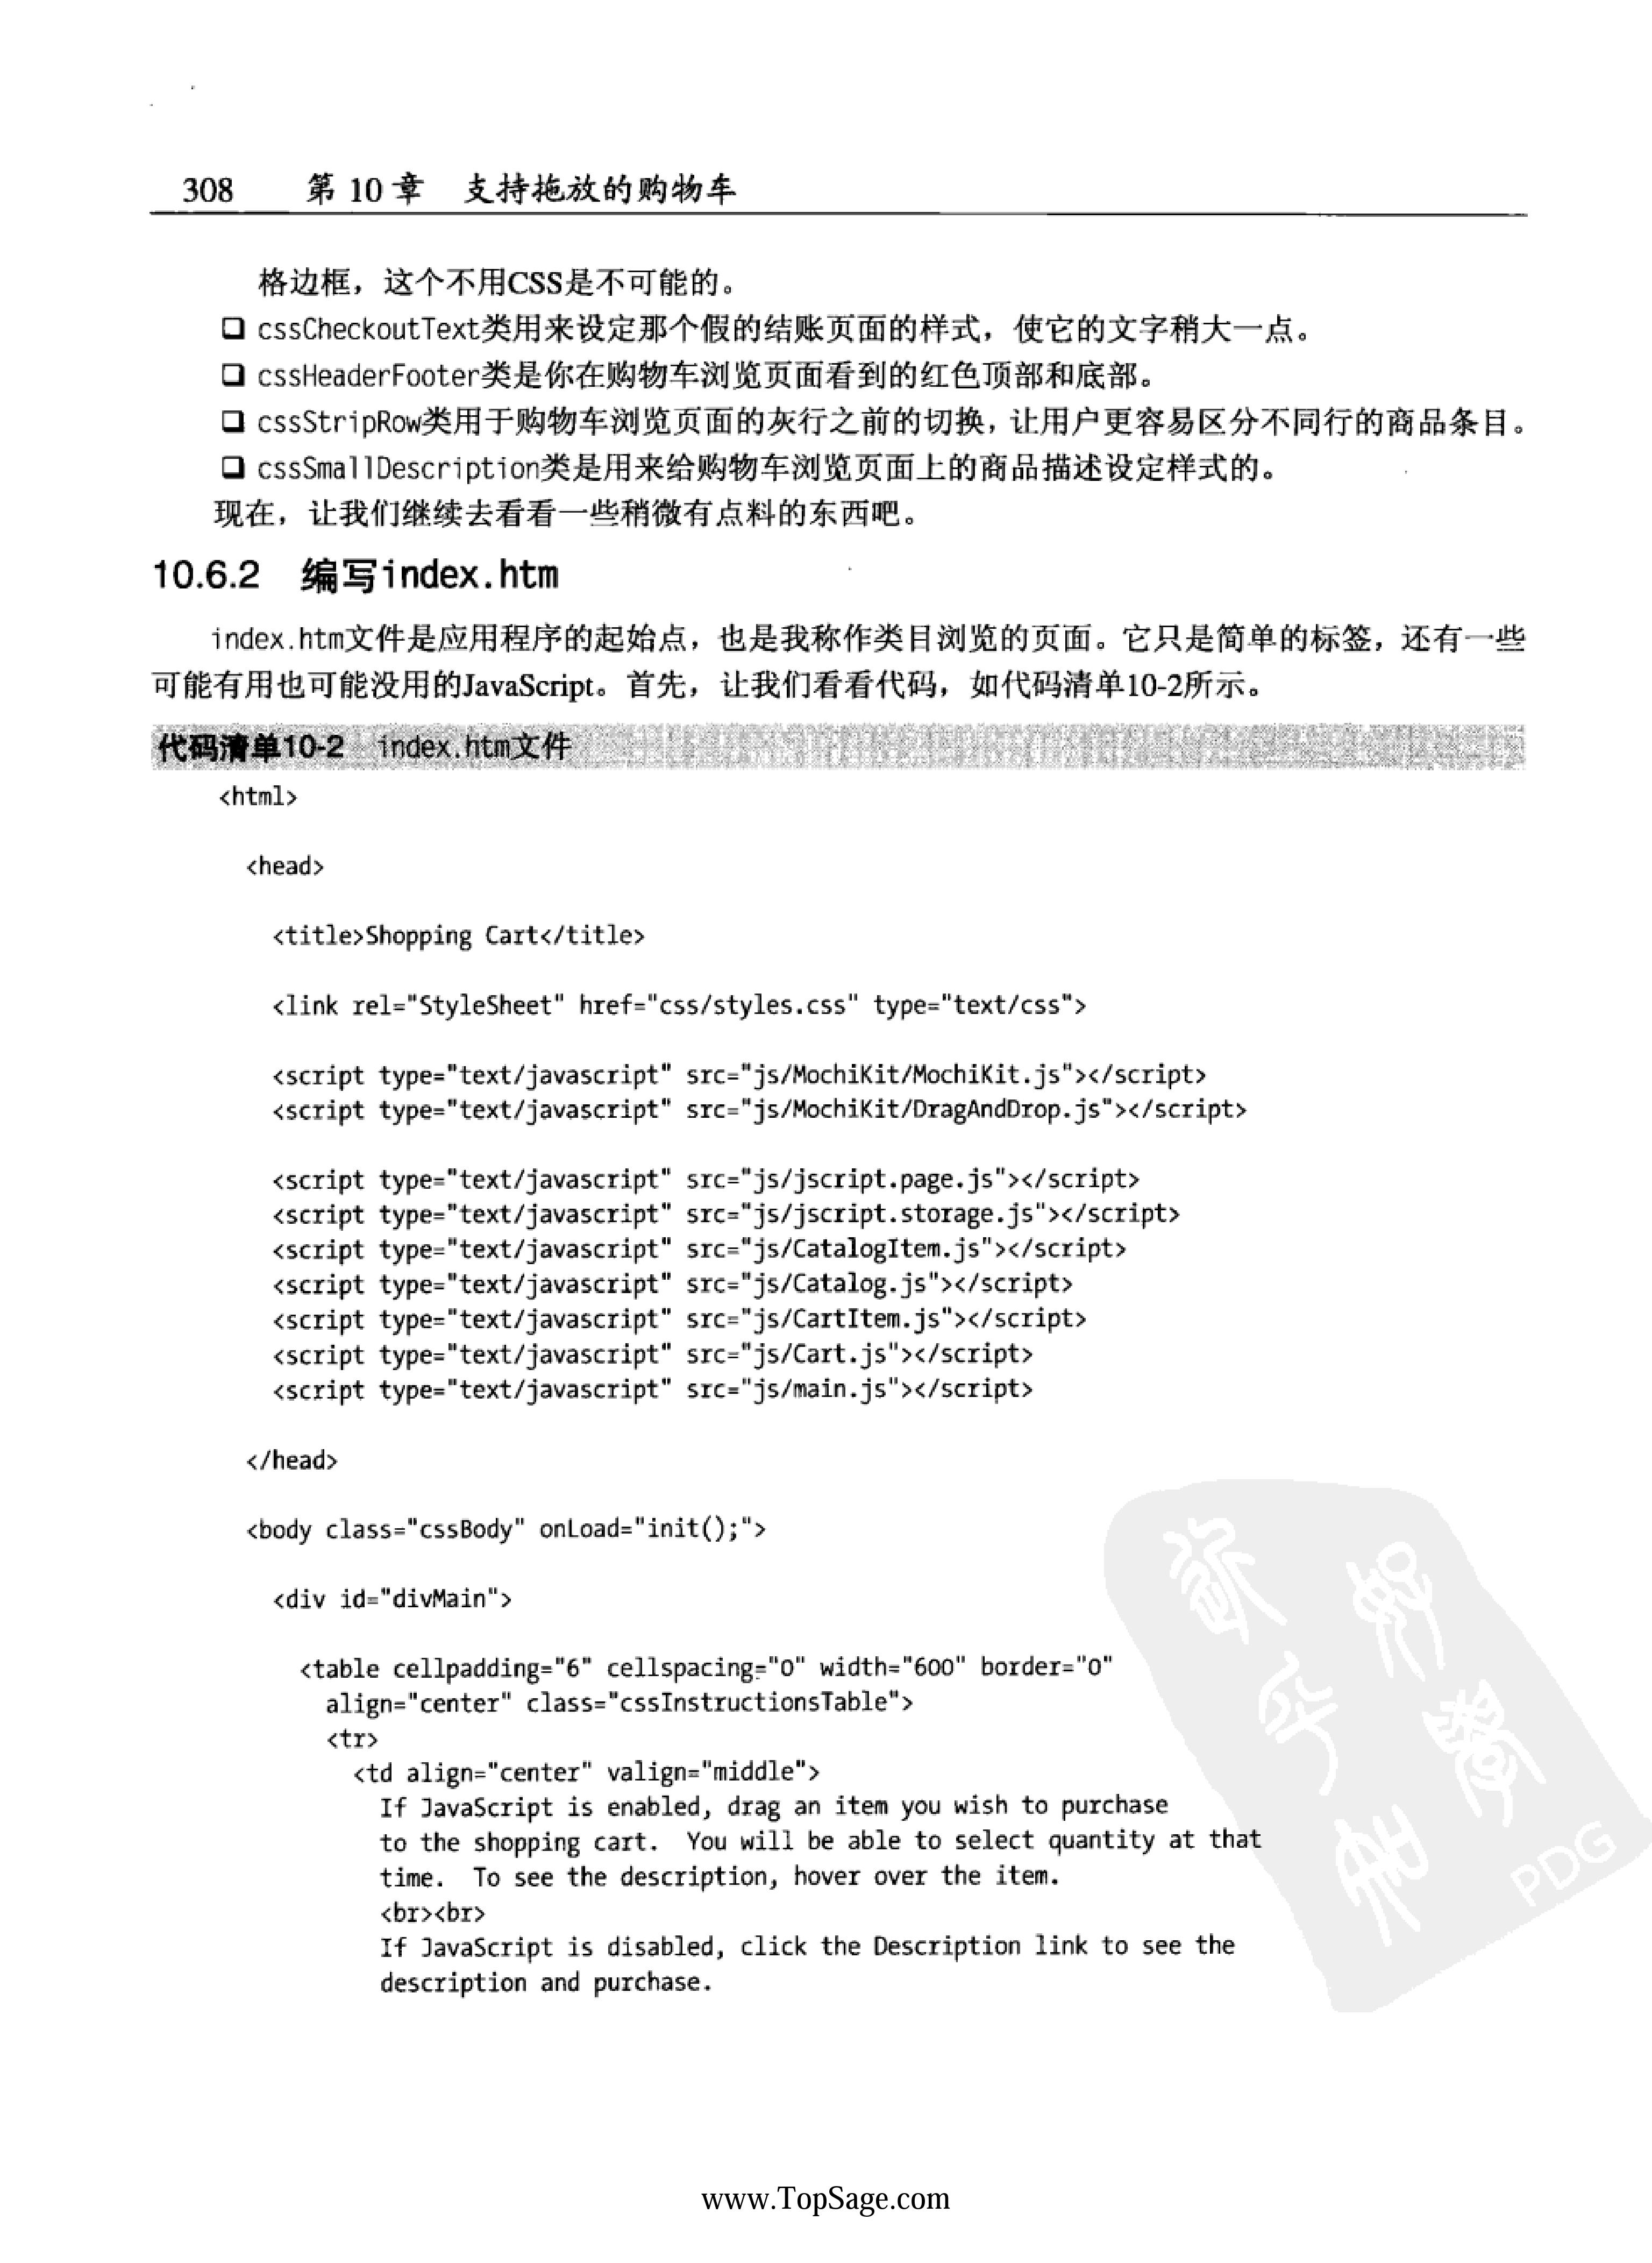 308 第 10 章 支持拖放的购物车
格边框，这个不用CSS是不可能的。
❑ cssCheckoutText类用来设定那个假的结账页面的样式，使它的文字稍大一点。
❑ cssHeaderFooter类是你在购物车浏览页面看到的红色顶部和底部。
❑ cssStripRow类用于购物车浏览页面的灰行之前的切换，让用户更容易区分不同行的商品条目。
❑ cssSmallDescription类是用来给购物车浏览页面上的商品描述设定样式的。
现在，让我们继续去看看一些稍微有点料的东西吧。
10.6.2 编写index.htm
index.htm文件是应用程序的起始点，也是我称作类目浏览的页面。它只是简单的标签，还有一些
可能有用也可能没用的JavaScript。首先，让我们看看代码，如代码清单10-2所示。
代码清单10-2 index.htm文件
<html>
<head>
<title>Shopping Cart</title>
<link rel="StyleSheet" href="css/styles.css" type="text/css">
<script type="text/javascript" src="js/MochiKit/MochiKit.js"></script>
<script type="text/javascript" src="js/MochiKit/DragAndDrop.js"></script>
<script type="text/javascript" src="js/jscript.page.js"></script>
<script type="text/javascript" src="js/jscript.storage.js"></script>
<script type="text/javascript" src="js/CatalogItem.js"></script>
<script type="text/javascript" src="js/Catalog.js"></script>
<script type="text/javascript" src="js/CartItem.js"></script>
<script type="text/javascript" src="js/Cart.js"></script>
<script type="text/javascript" src="js/main.js"></script>
</head>
<body class="cssBody" onLoad="init();">
<div id="divMain">
<table cellpadding="6" cellspacing="0" width="600" border="0"
align="center" class="cssInstructionsTable">
<tr>
<td align="center" valign="middle">
If JavaScript is enabled, drag an item you wish to purchase
to the shopping cart.  You will be able to select quantity at that
time.  To see the description, hover over the item.
<br><br>
If JavaScript is disabled, click the Description link to see the
description and purchase.
PDG
www.TopSage.com